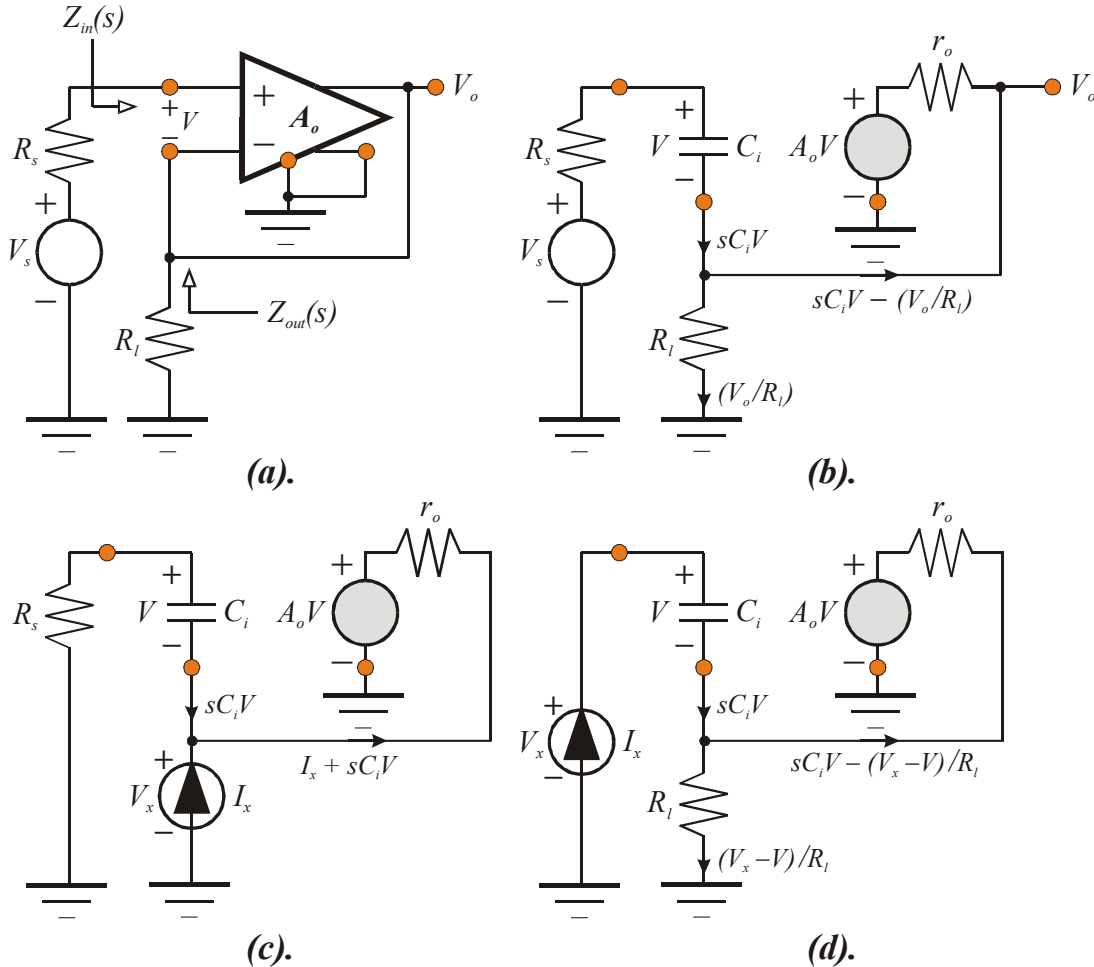 Z_in(s)
+
V
–
+
–
A_o
V_o
R_s
+
V_s
–
R_l
Z_out(s)
–
–
–
(a).
r_o
V_o
+
A_oV
–
–
+
V
C_i
–
R_s
+
V_s
–
sC_iV
sC_iV – (V_o/R_l)
R_l
(V_o/R_l)
–
–
(b).
r_o
+
A_oV
–
–
+
V
C_i
–
R_s
sC_iV
I_x + sC_iV
+
V_x
I_x
–
–
–
(c).
r_o
+
A_oV
–
–
+
V
C_i
–
sC_iV
sC_iV – (V_x – V)/R_l
+
V_x
I_x
–
R_l
(V_x – V)/R_l
–
–
(d).